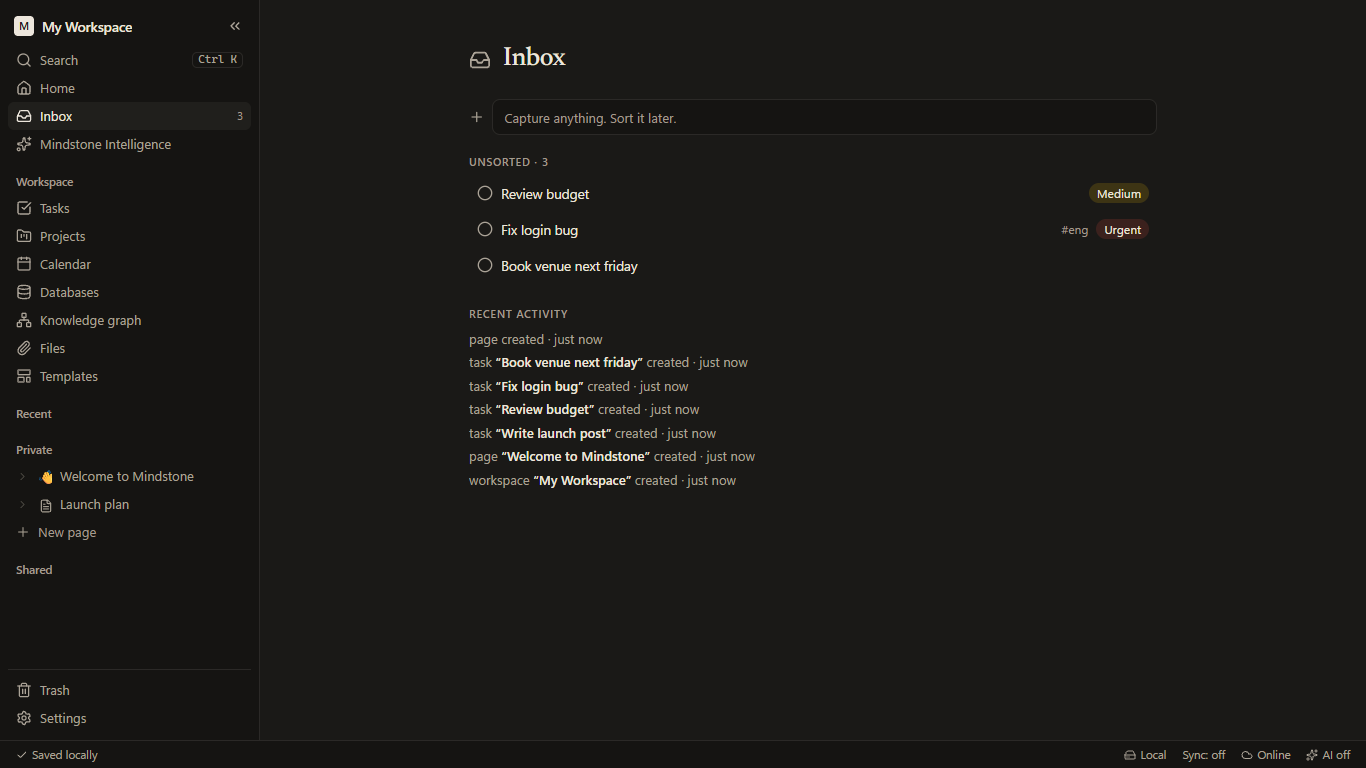 M My Workspace
Search Ctrl K
Home
Inbox 3
Mindstone Intelligence
Workspace
Tasks
Projects
Calendar
Databases
Knowledge graph
Files
Templates
Recent
Private
Welcome to Mindstone
Launch plan
New page
Shared
Trash
Settings
Inbox
Capture anything. Sort it later.
UNSORTED · 3
Review budget Medium
Fix login bug #eng Urgent
Book venue next friday
RECENT ACTIVITY
page created · just now
task “Book venue next friday” created · just now
task “Fix login bug” created · just now
task “Review budget” created · just now
task “Write launch post” created · just now
page “Welcome to Mindstone” created · just now
workspace “My Workspace” created · just now
Saved locally Local Sync: off Online AI off